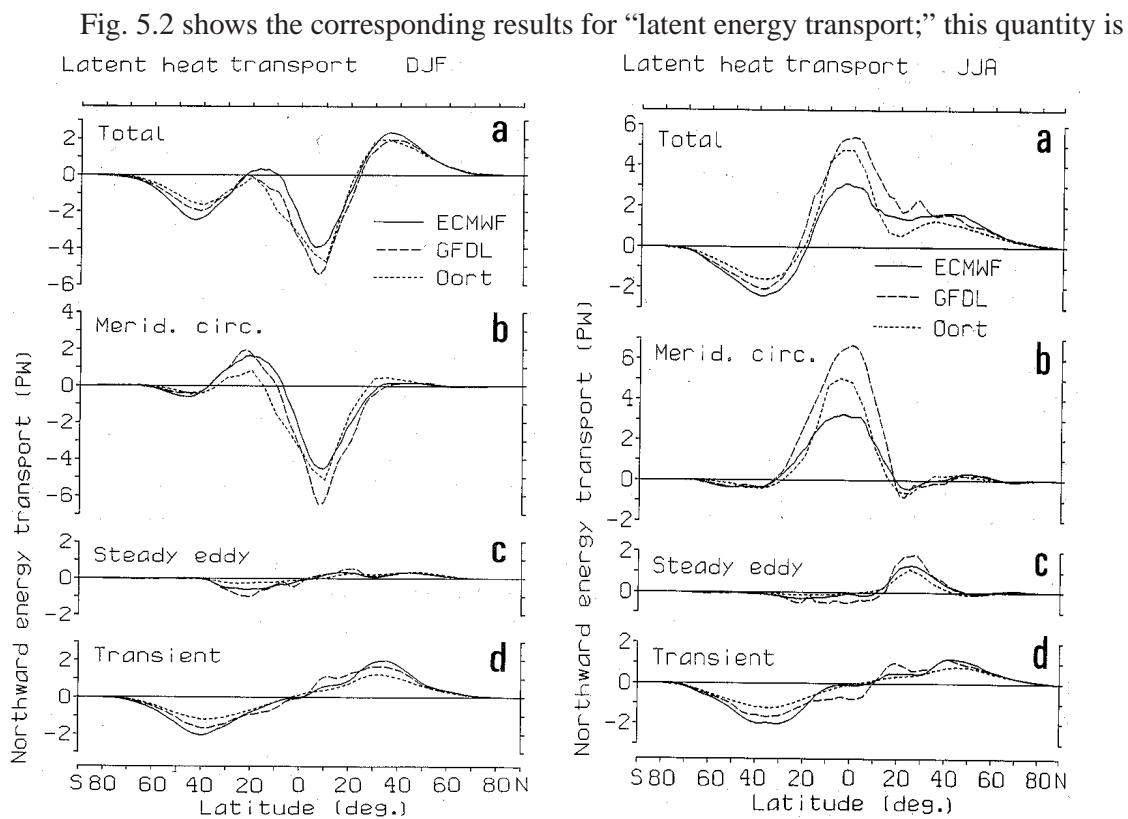 Fig. 5.2 shows the corresponding results for “latent energy transport;” this quantity is
Latent heat transport DJF
Total
a
2
0
-2
-4
-6
ECMWF
GFDL
Oort
Merid. circ.
b
4
2
0
-2
-4
-6
Steady eddy
c
2
0
-2
Transient
d
2
0
-2
Northward energy transport (PW)
S 80 60 40 20 0 20 40 60 80 N
Latitude (deg.)
Latent heat transport JJA
Total
a
6
4
2
0
-2
ECMWF
GFDL
Oort
Merid. circ.
b
6
4
2
0
-2
Steady eddy
c
2
0
Transient
d
2
0
-2
Northward energy transport (PW)
S 80 60 40 20 0 20 40 60 80 N
Latitude (deg.)